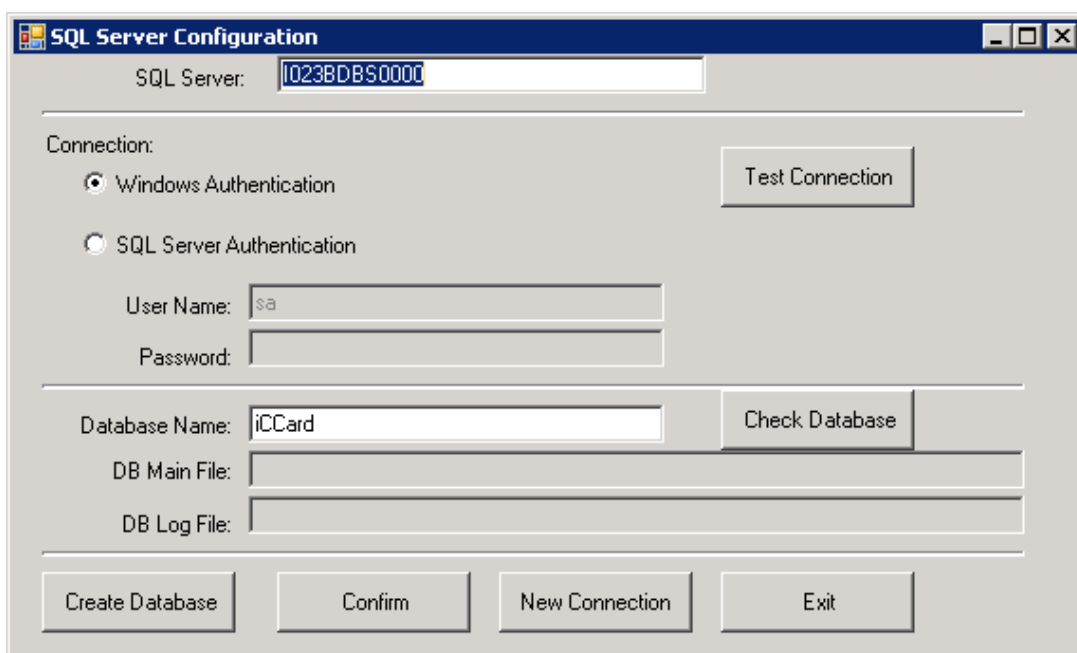 SQL Server Configuration
SQL Server: I023BDBS0000
Connection:
Windows Authentication
Test Connection
SQL Server Authentication
User Name: sa
Password:
Database Name: iCCard
Check Database
DB Main File:
DB Log File:
Create Database Confirm New Connection Exit